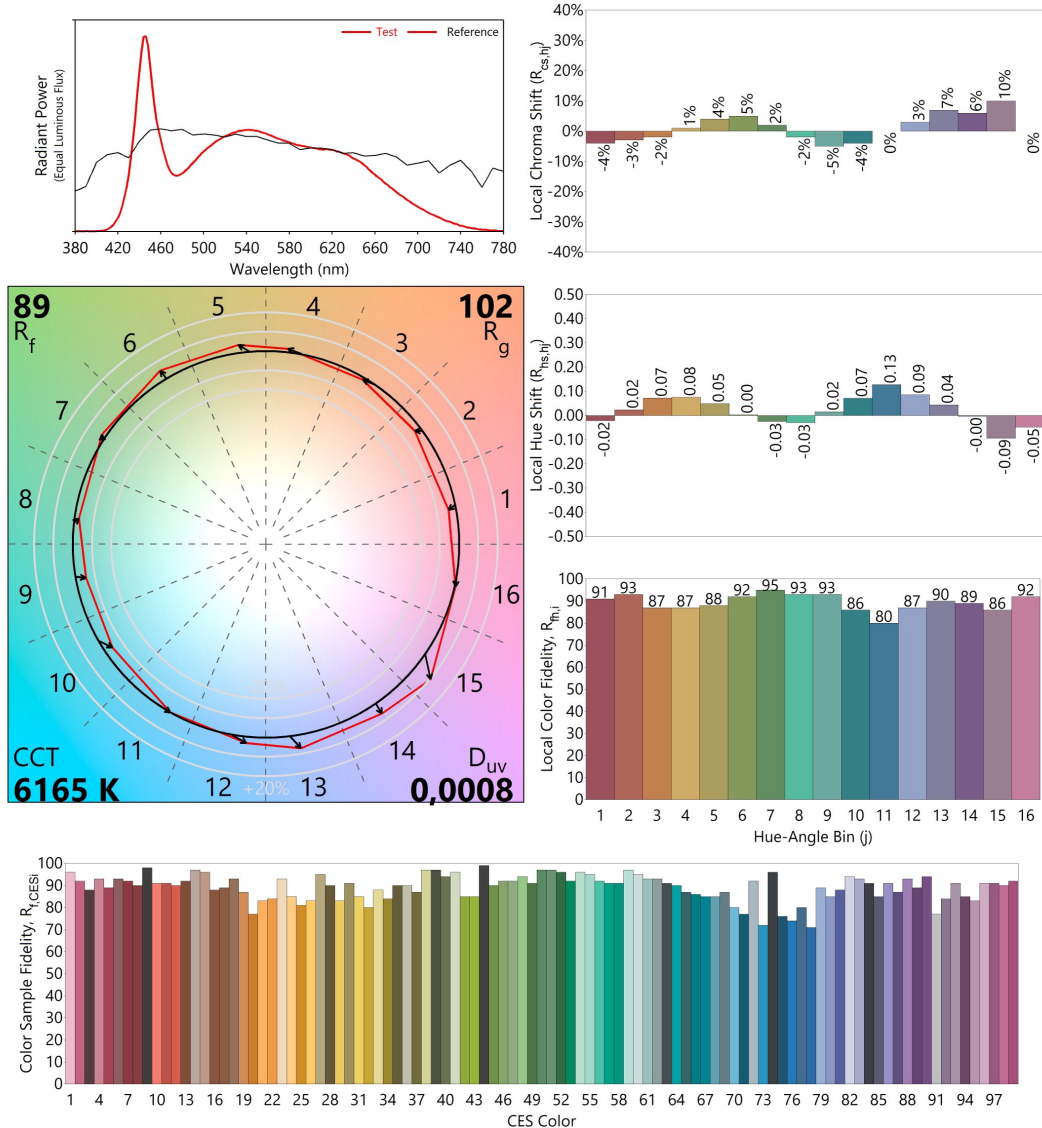 Test
Reference
Radiant Power
(Equal Luminous Flux)
380 420 460 500 540 580 620 660 700 740 780
Wavelength (nm)
Local Chroma Shift (Rcs,hj)
40%
30%
20%
10%
0%
-10%
-20%
-30%
-40%
-4% -3% -2% 1% 4% 5% 2% -2% -5% -4% 0% 3% 7% 6% 10% 0%
89
Rf
102
Rg
5 4
6 3
7 2
8 1
9 16
10 15
11 14
12 +20% 13
CCT
6165 K
Duv
0,0008
Local Hue Shift (Rhs,hj)
0.50
0.40
0.30
0.20
0.10
0.00
-0.10
-0.20
-0.30
-0.40
-0.50
-0.02 0.02 0.07 0.08 0.05 0.00 -0.03 -0.03 0.02 0.07 0.13 0.09 0.04 -0.00 -0.09 -0.05
Local Color Fidelity, Rfh,i
100
90
80
70
60
50
40
30
20
10
0
91 93 87 87 88 92 95 93 93 86 80 87 90 89 86 92
1 2 3 4 5 6 7 8 9 10 11 12 13 14 15 16
Hue-Angle Bin (j)
Color Sample Fidelity, Rf,CESi
100
90
80
70
60
50
40
30
20
10
0
1 4 7 10 13 16 19 22 25 28 31 34 37 40 43 46 49 52 55 58 61 64 67 70 73 76 79 82 85 88 91 94 97
CES Color